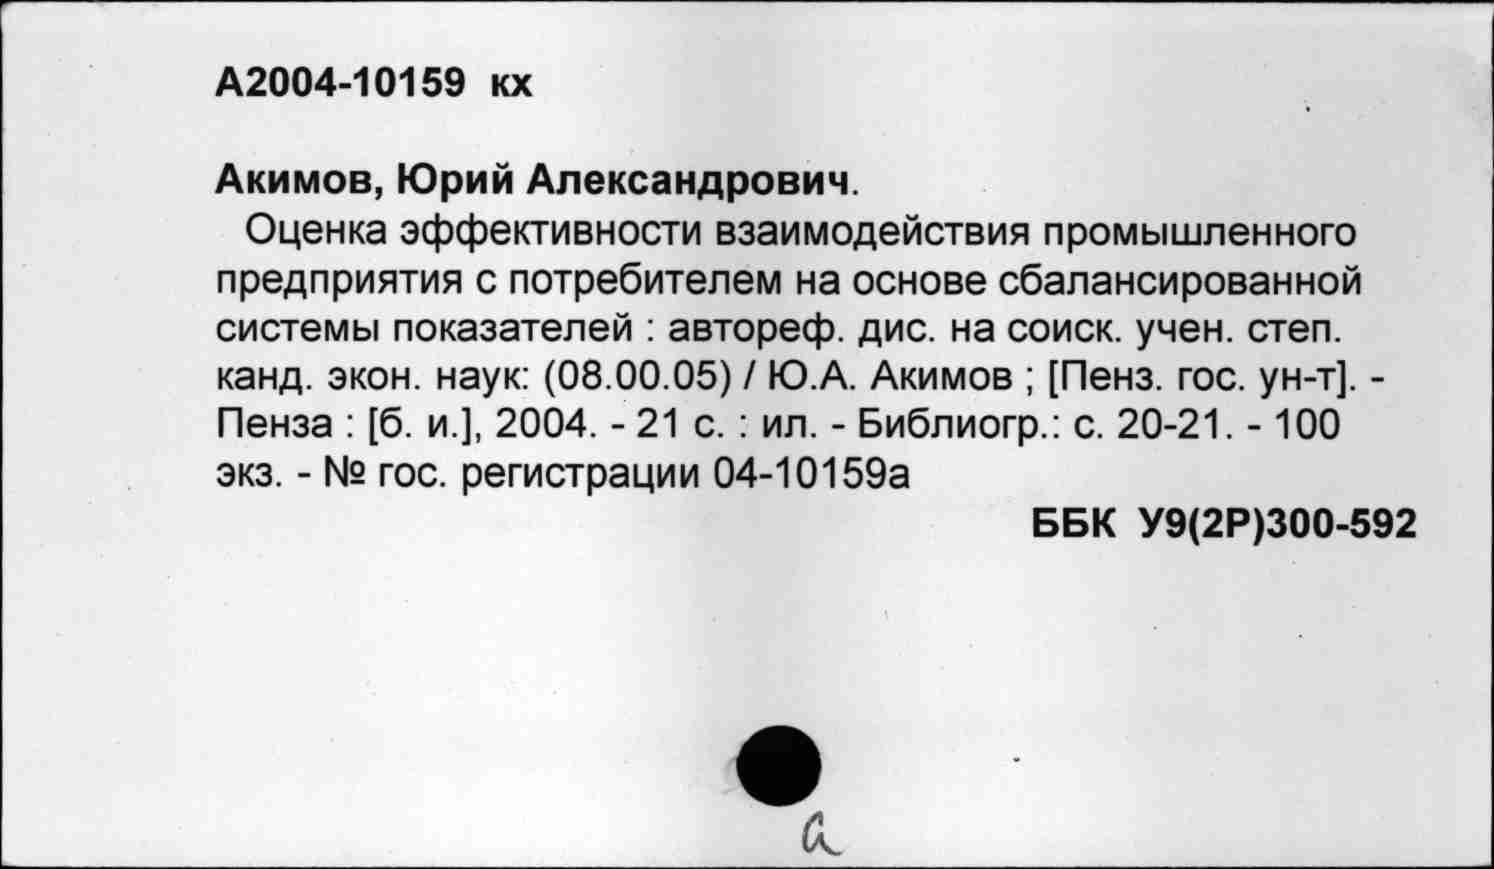 А2004-10159 кх
Акимов, Юрий Александрович.
Оценка эффективности взаимодействия промышленного
предприятия с потребителем на основе сбалансированной
системы показателей : автореф. дис. на соиск. учен. степ.
канд. экон. наук: (08.00.05) / Ю.А. Акимов ; [Пенз. гос. ун-т]. -
Пенза : [б. и.], 2004. - 21 с. : ил. - Библиогр.: с. 20-21. - 100
экз. - № гос. регистрации 04-10159а
ББК У9(2Р)300-592
а